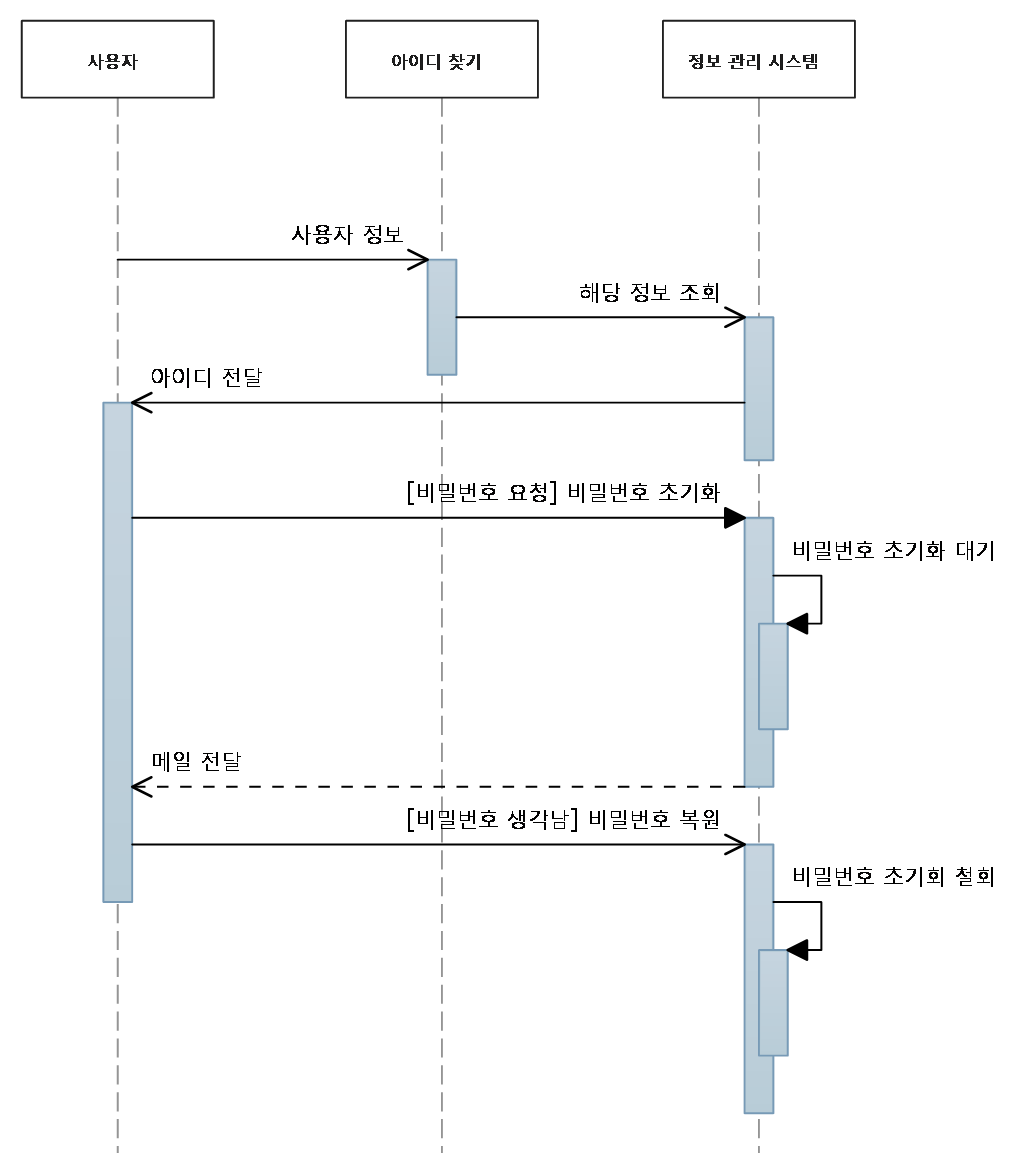 사용자
아이디 찾기
정보 관리 시스템
사용자 정보
해당 정보 조회
아이디 전달
[비밀번호 요청] 비밀번호 초기화
비밀번호 초기화 대기
메일 전달
[비밀번호 생각남] 비밀번호 복원
비밀번호 초기회 철회